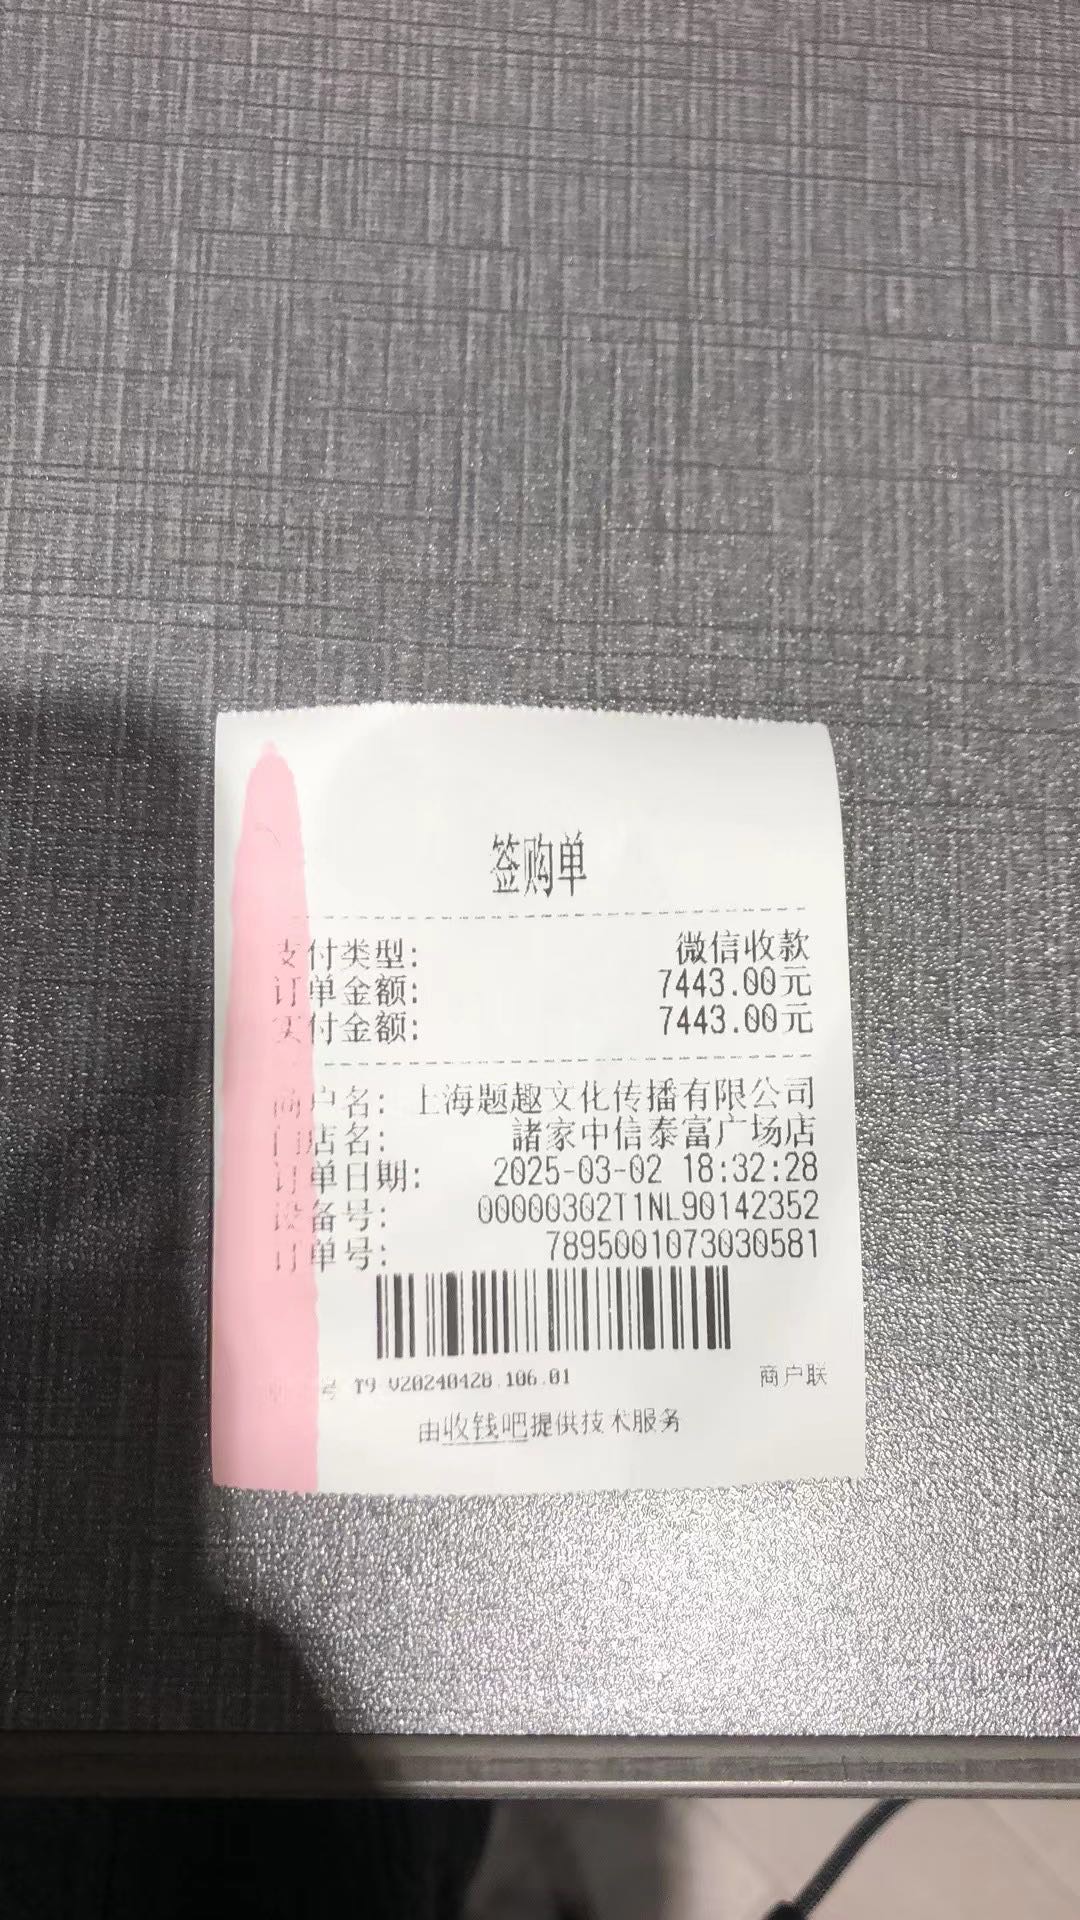 签购单
支付类型: 微信收款
订单金额: 7443.00元
实付金额: 7443.00元
商户名: 上海题趣文化传播有限公司
门店名: 諸家中信泰富广场店
订单日期: 2025-03-02 18:32:28
设备号: 00000302T1NL90142352
订单号: 7895001073030581
号 T9 V20240428.106.01 商户联
由收钱吧提供技术服务